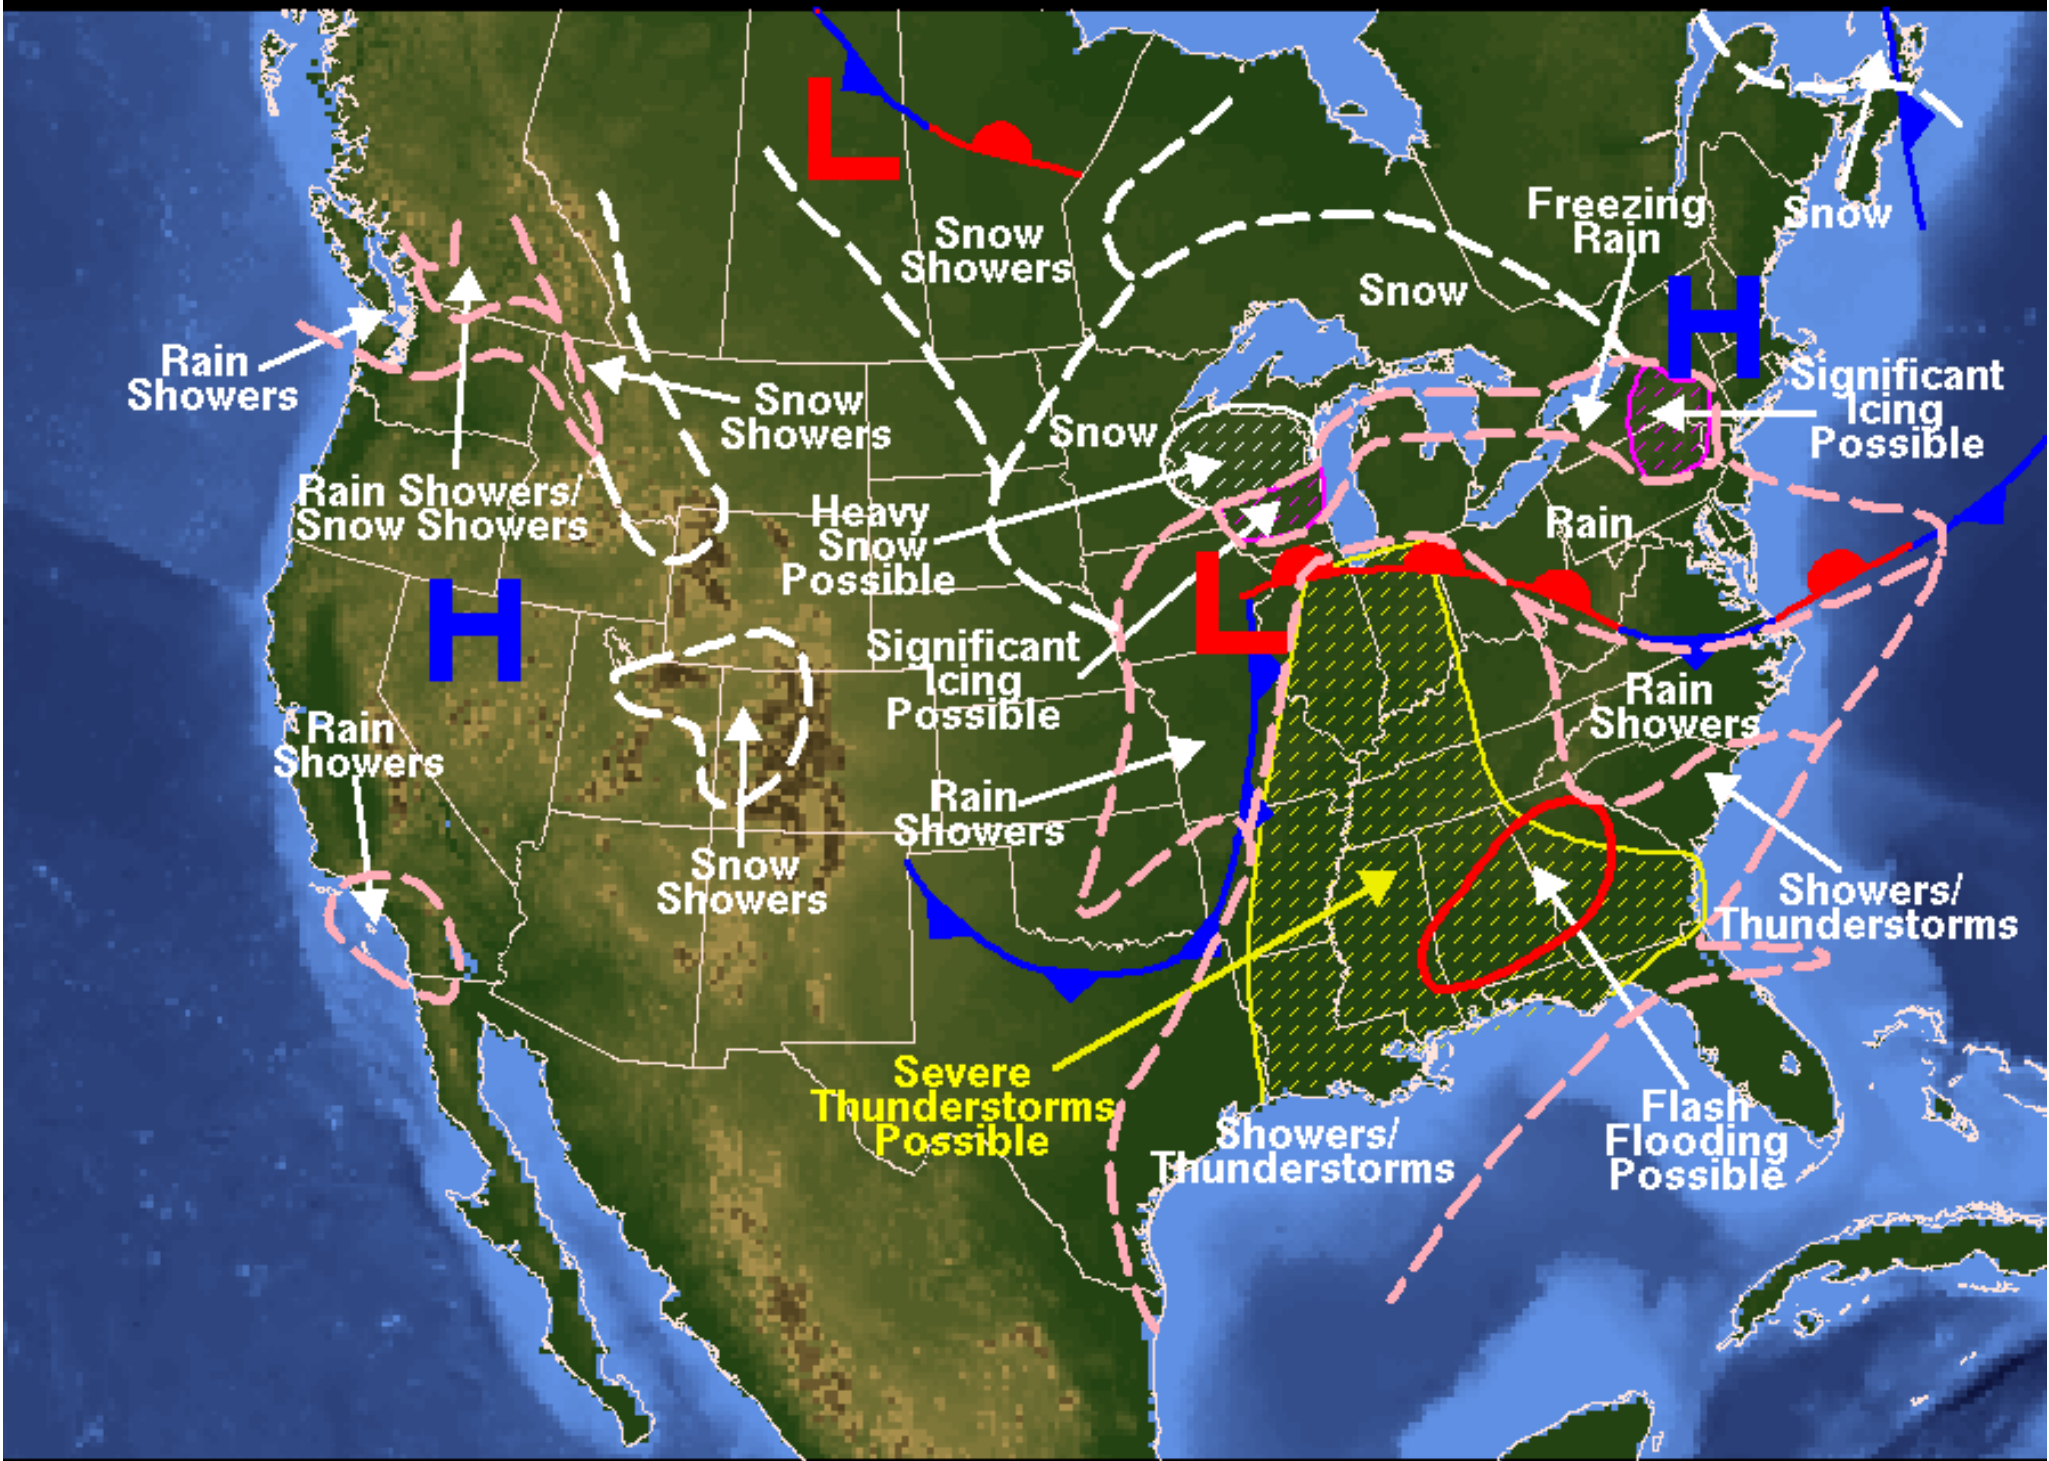 L
Freezing
Rain
Snow
Snow
Showers
Snow
H
Rain
Showers
Significant
Icing
Possible
Snow
Showers
Snow
Rain Showers/
Snow Showers
Heavy
Snow
Possible
Rain
L
H
Significant
Icing
Possible
Rain
Showers
Rain
Showers
Rain
Showers
Snow
Showers
Showers/
Thunderstorms
Severe
Thunderstorms
Possible
Showers/
Thunderstorms
Flash
Flooding
Possible